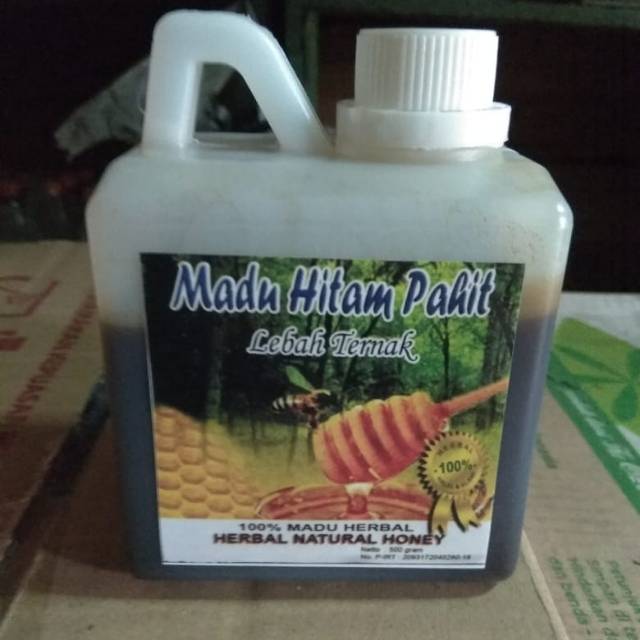 Madu Hitam Pahit
Lebah Ternak
100%
100% MADU HERBAL
HERBAL NATURAL HONEY
Netto : 500 gram